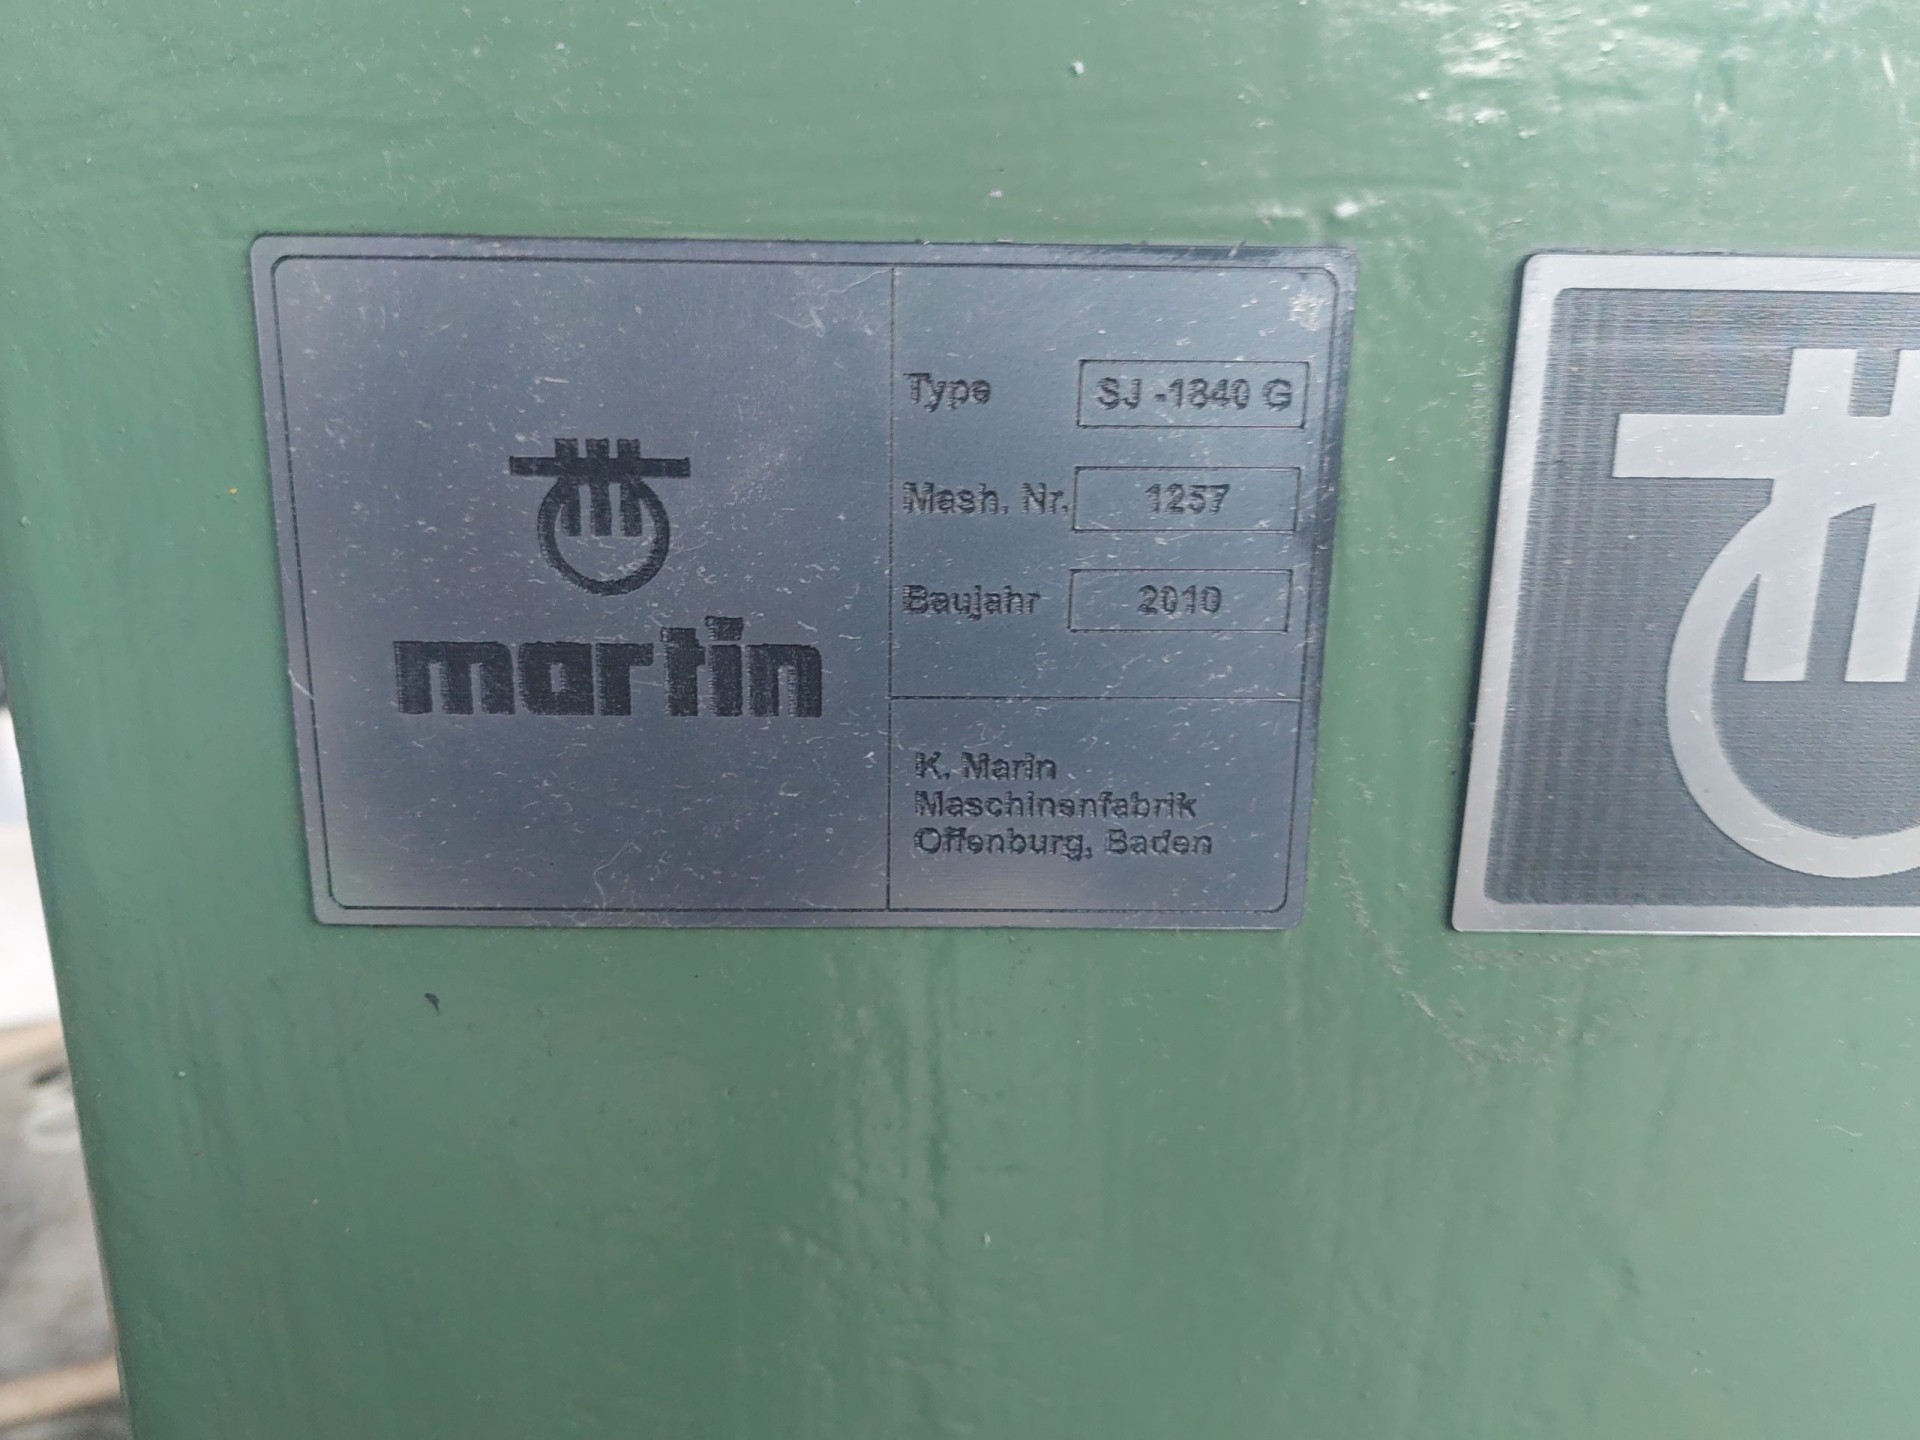 martin
Type SJ -1840 G
Mash. Nr. 1257
Baujahr 2010
K. Marin
Maschinenfabrik
Offenburg, Baden